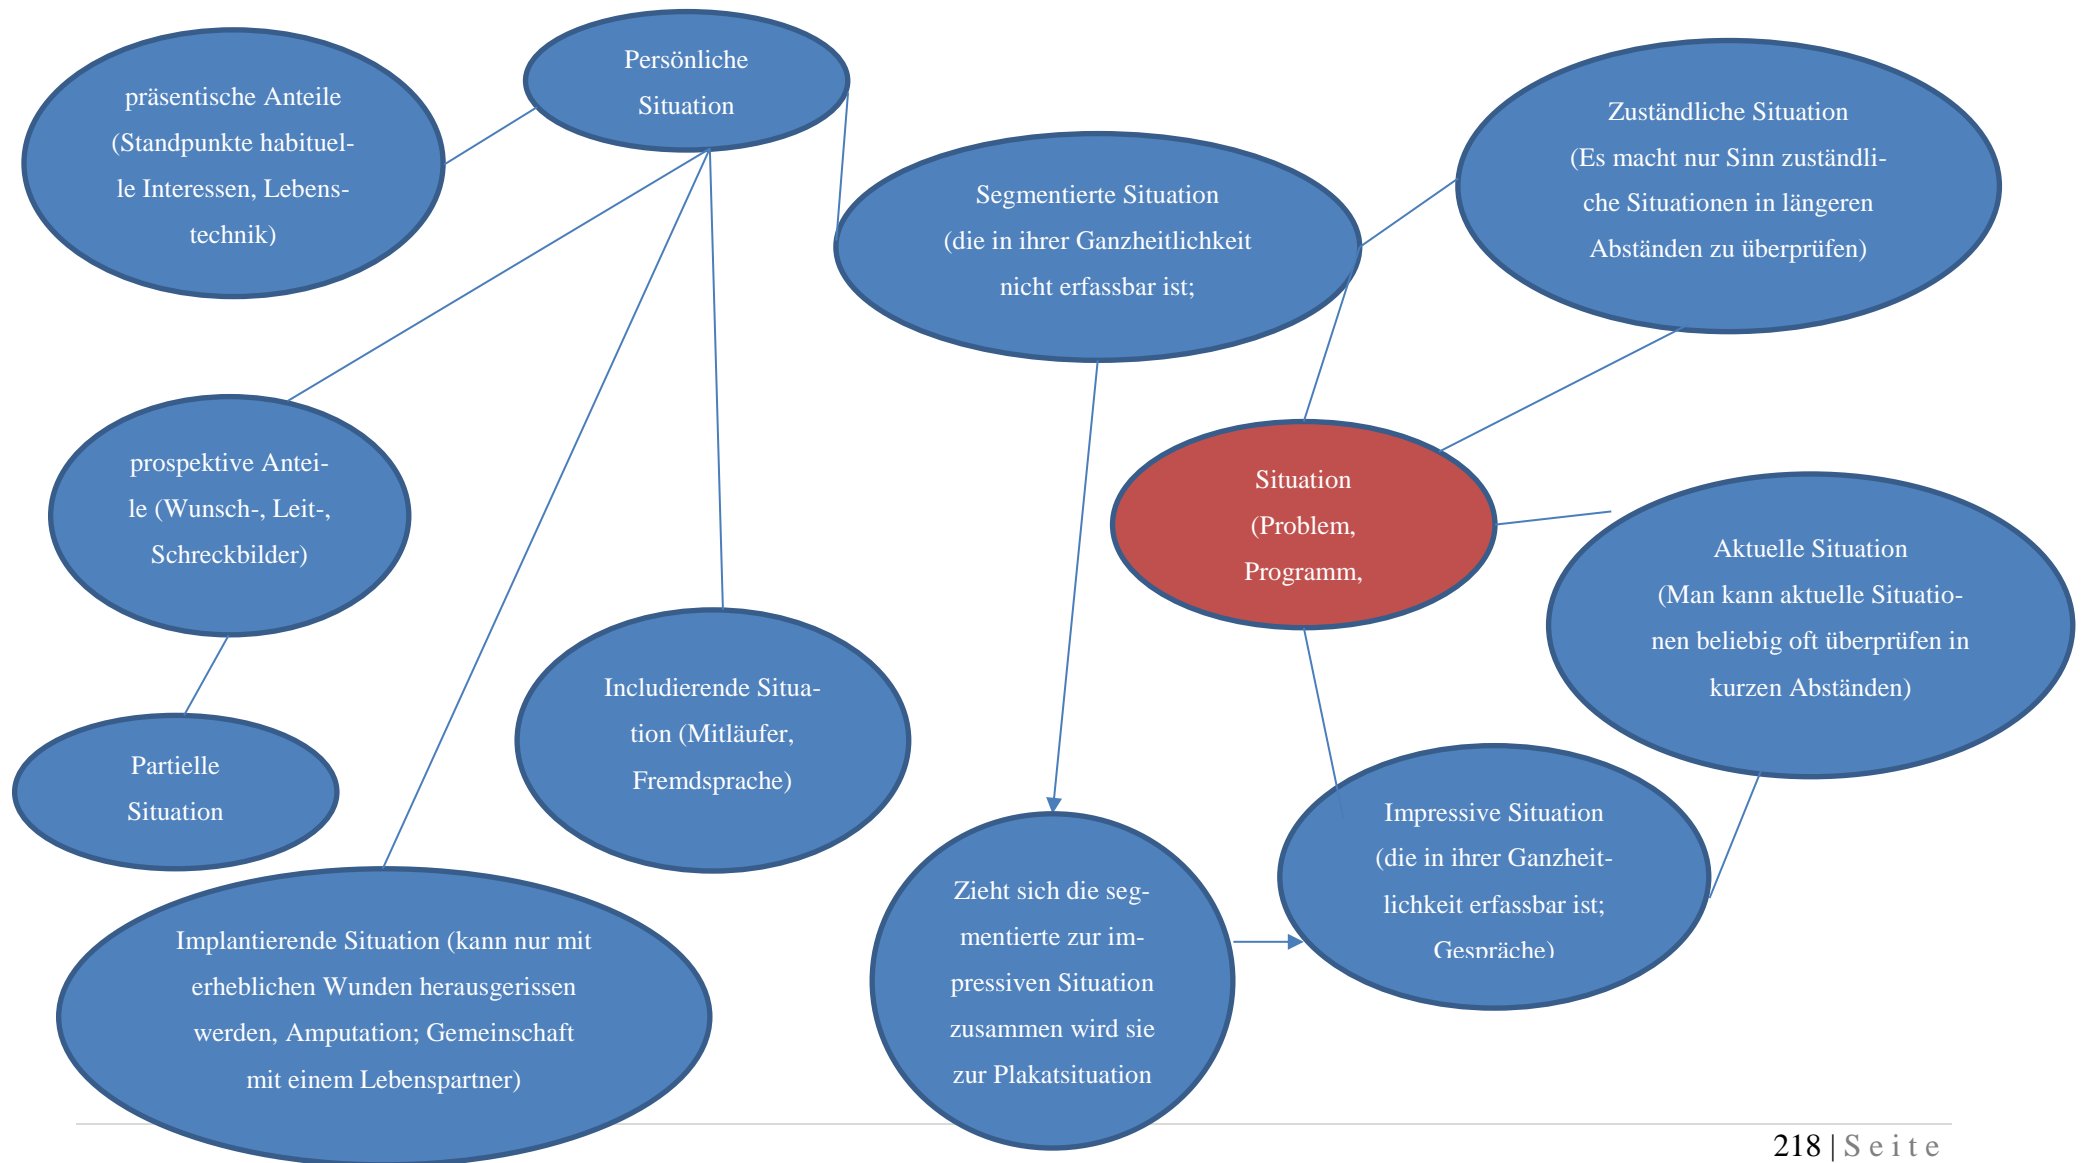 präsentische Anteile
(Standpunkte habituel-
le Interessen, Lebens-
technik)
Persönliche
Situation
Segmentierte Situation
(die in ihrer Ganzheitlichkeit
nicht erfassbar ist;
Zuständliche Situation
(Es macht nur Sinn zuständli-
che Situationen in längeren
Abständen zu überprüfen)
prospektive Antei-
le (Wunsch-, Leit-,
Schreckbilder)
Situation
(Problem,
Programm,
Aktuelle Situation
(Man kann aktuelle Situatio-
nen beliebig oft überprüfen in
kurzen Abständen)
Includierende Situa-
tion (Mitläufer,
Fremdsprache)
Partielle
Situation
Impressive Situation
(die in ihrer Ganzheit-
lichkeit erfassbar ist;
Gespräche)
Zieht sich die seg-
mentierte zur im-
pressiven Situation
zusammen wird sie
zur Plakatsituation
Implantierende Situation (kann nur mit
erheblichen Wunden herausgerissen
werden, Amputation; Gemeinschaft
mit einem Lebenspartner)
218 | S e i t e